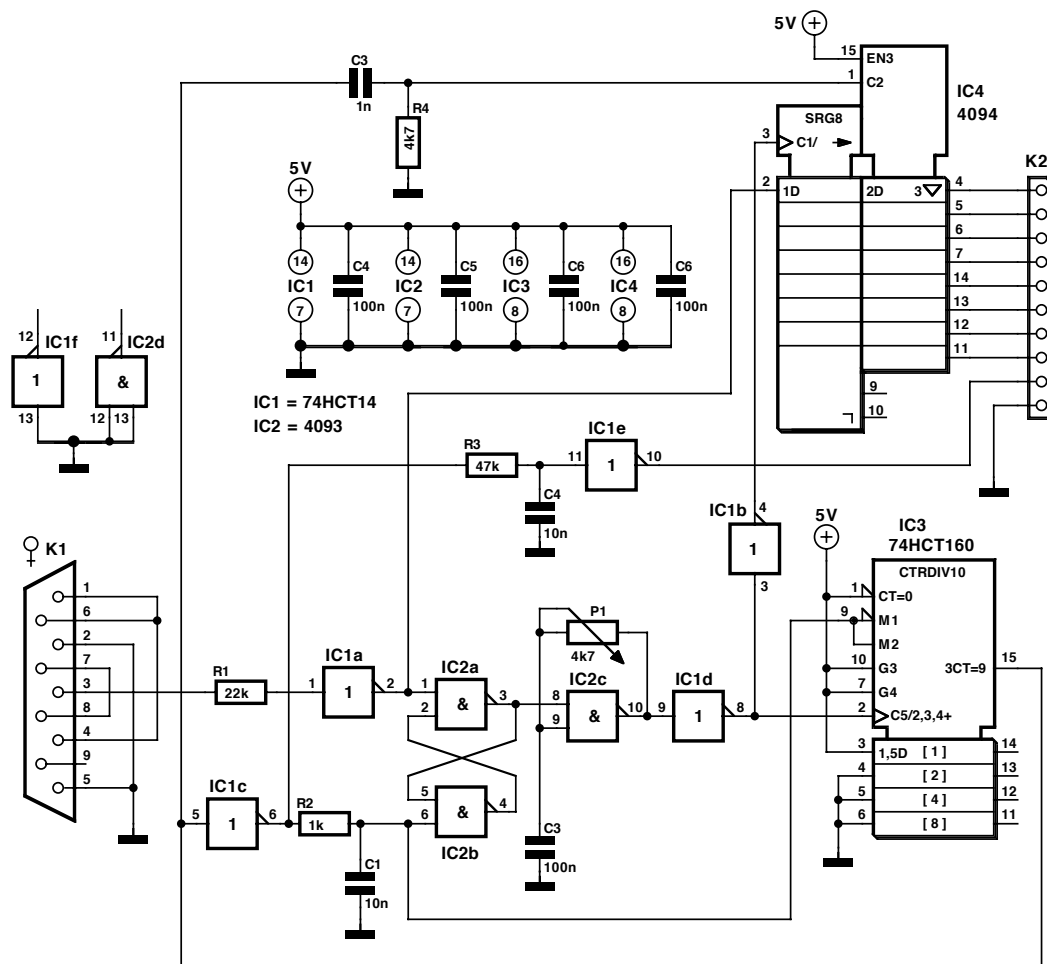 5V
15
EN3
C3
1
C2
IC4
4094
1n
R4
4k7
SRG8
3
C1/
K2
5V
2
1D
2D
3
4
5
6
7
14
13
12
11
9
10
14
14
16
16
C4
C5
C6
C6
IC1
IC2
IC3
IC4
100n
100n
100n
100n
7
7
8
8
12
IC1f
11
IC2d
1
&
13
12
13
IC1 = 74HCT14
IC2 = 4093
R3
47k
11
IC1e
1
10
C4
10n
IC1b
4
1
3
5V
IC3
74HCT160
CTRDIV10
1
CT=0
9
M1
M2
10
G3
3CT=9
15
7
G4
2
C5/2,3,4+
3
1,5D
[ 1 ]
14
4
[ 2 ]
13
5
[ 4 ]
12
6
[ 8 ]
11
K1
1
6
2
7
3
8
4
9
5
R1
22k
IC1a
1
1
2
IC2a
1
2
&
3
P1
4k7
IC2c
8
9
&
10
IC1d
9
1
8
IC1c
5
1
6
R2
1k
5
6
&
4
IC2b
C1
10n
C3
100n